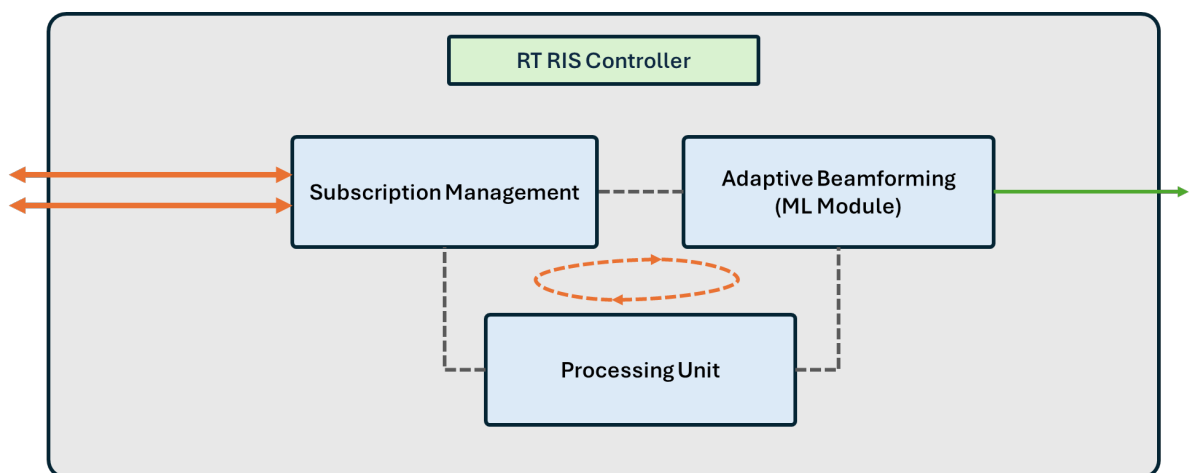 RT RIS Controller
Subscription Management
Adaptive Beamforming
(ML Module)
Processing Unit